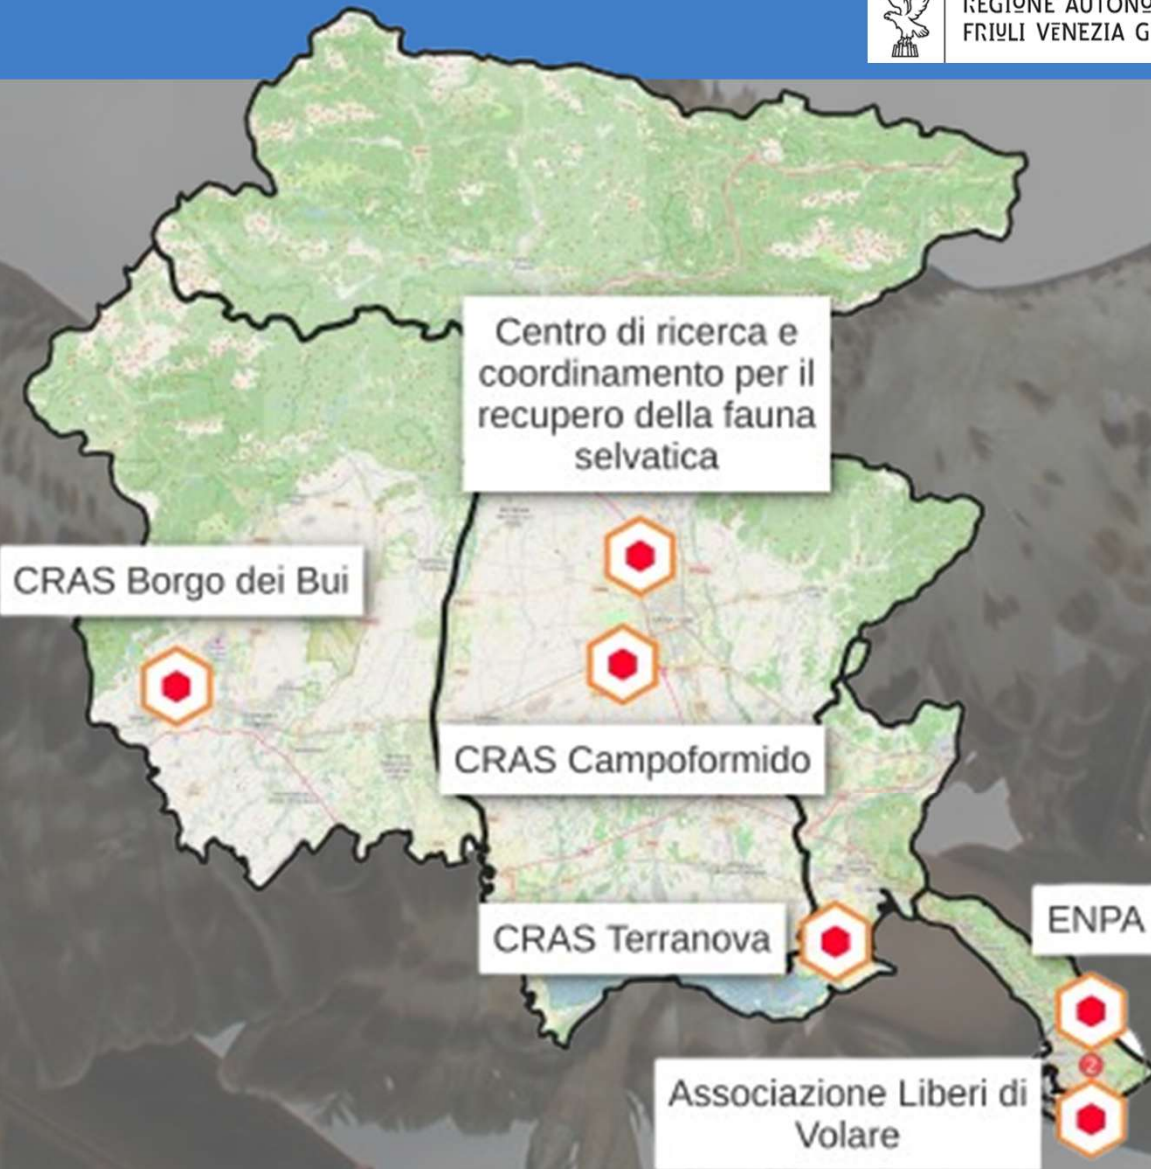 REGIONE AUTONO
FRIULI VENEZIA G
Centro di ricerca e
coordinamento per il
recupero della fauna
selvatica
CRAS Borgo dei Bui
CRAS Campoformido
CRAS Terranova
ENPA
2
Associazione Liberi di
Volare